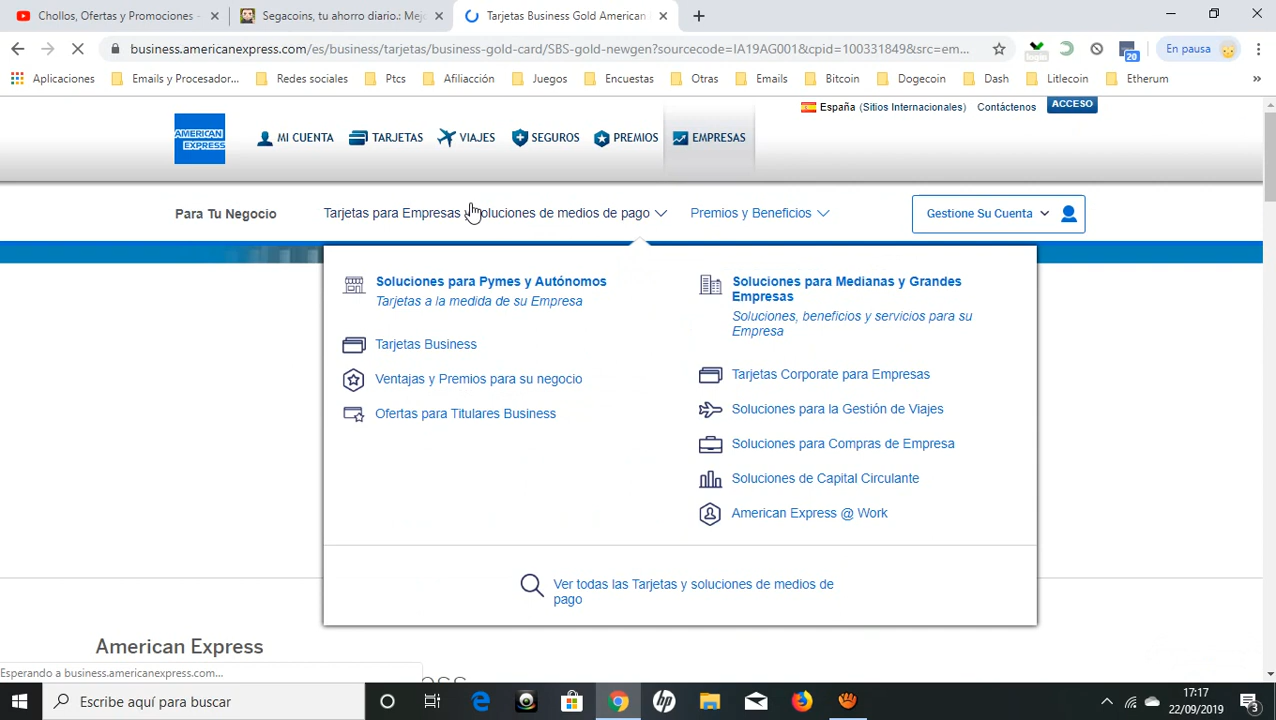 Chollos, Ofertas y Promociones -
Segacoins, tu ahorro diario.: Mej
Tarjetas Business Gold American
business.americanexpress.com/es/business/tarjetas/business-gold-card/SBS-gold-newgen?sourcecode=IA19AG001&cpid=100331849&src=em...
20
En pausa
Aplicaciones
Emails y Procesador...
Redes sociales
Ptcs
Afiliacción
Juegos
Encuestas
Otras
Emails
Bitcoin
Dogecoin
Dash
Litlecoin
Etherum
»
España (Sitios Internacionales)
Contáctenos
ACCESO
AMERICAN
EXPRESS
MI CUENTA
TARJETAS
VIAJES
SEGUROS
PREMIOS
EMPRESAS
Para Tu Negocio
Tarjetas para Empresas y Soluciones de medios de pago
Premios y Beneficios
Gestione Su Cuenta
Soluciones para Pymes y Autónomos
Tarjetas a la medida de su Empresa
Tarjetas Business
Ventajas y Premios para su negocio
Ofertas para Titulares Business
Soluciones para Medianas y Grandes
Empresas
Soluciones, beneficios y servicios para su
Empresa
Tarjetas Corporate para Empresas
Soluciones para la Gestión de Viajes
Soluciones para Compras de Empresa
Soluciones de Capital Circulante
American Express @ Work
Ver todas las Tarjetas y soluciones de medios de
pago
American Express
Esperando a business.americanexpress.com...
Escribe aquí para buscar
17:17
22/09/2019
3